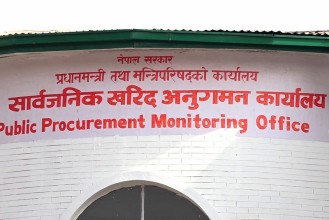 नेपाल सरकार
प्रधानमन्त्री तथा मन्त्रिपरिषद्को कार्यालय
सार्वजनिक खरिद अनुगमन कार्यालय
Public Procurement Monitoring Office